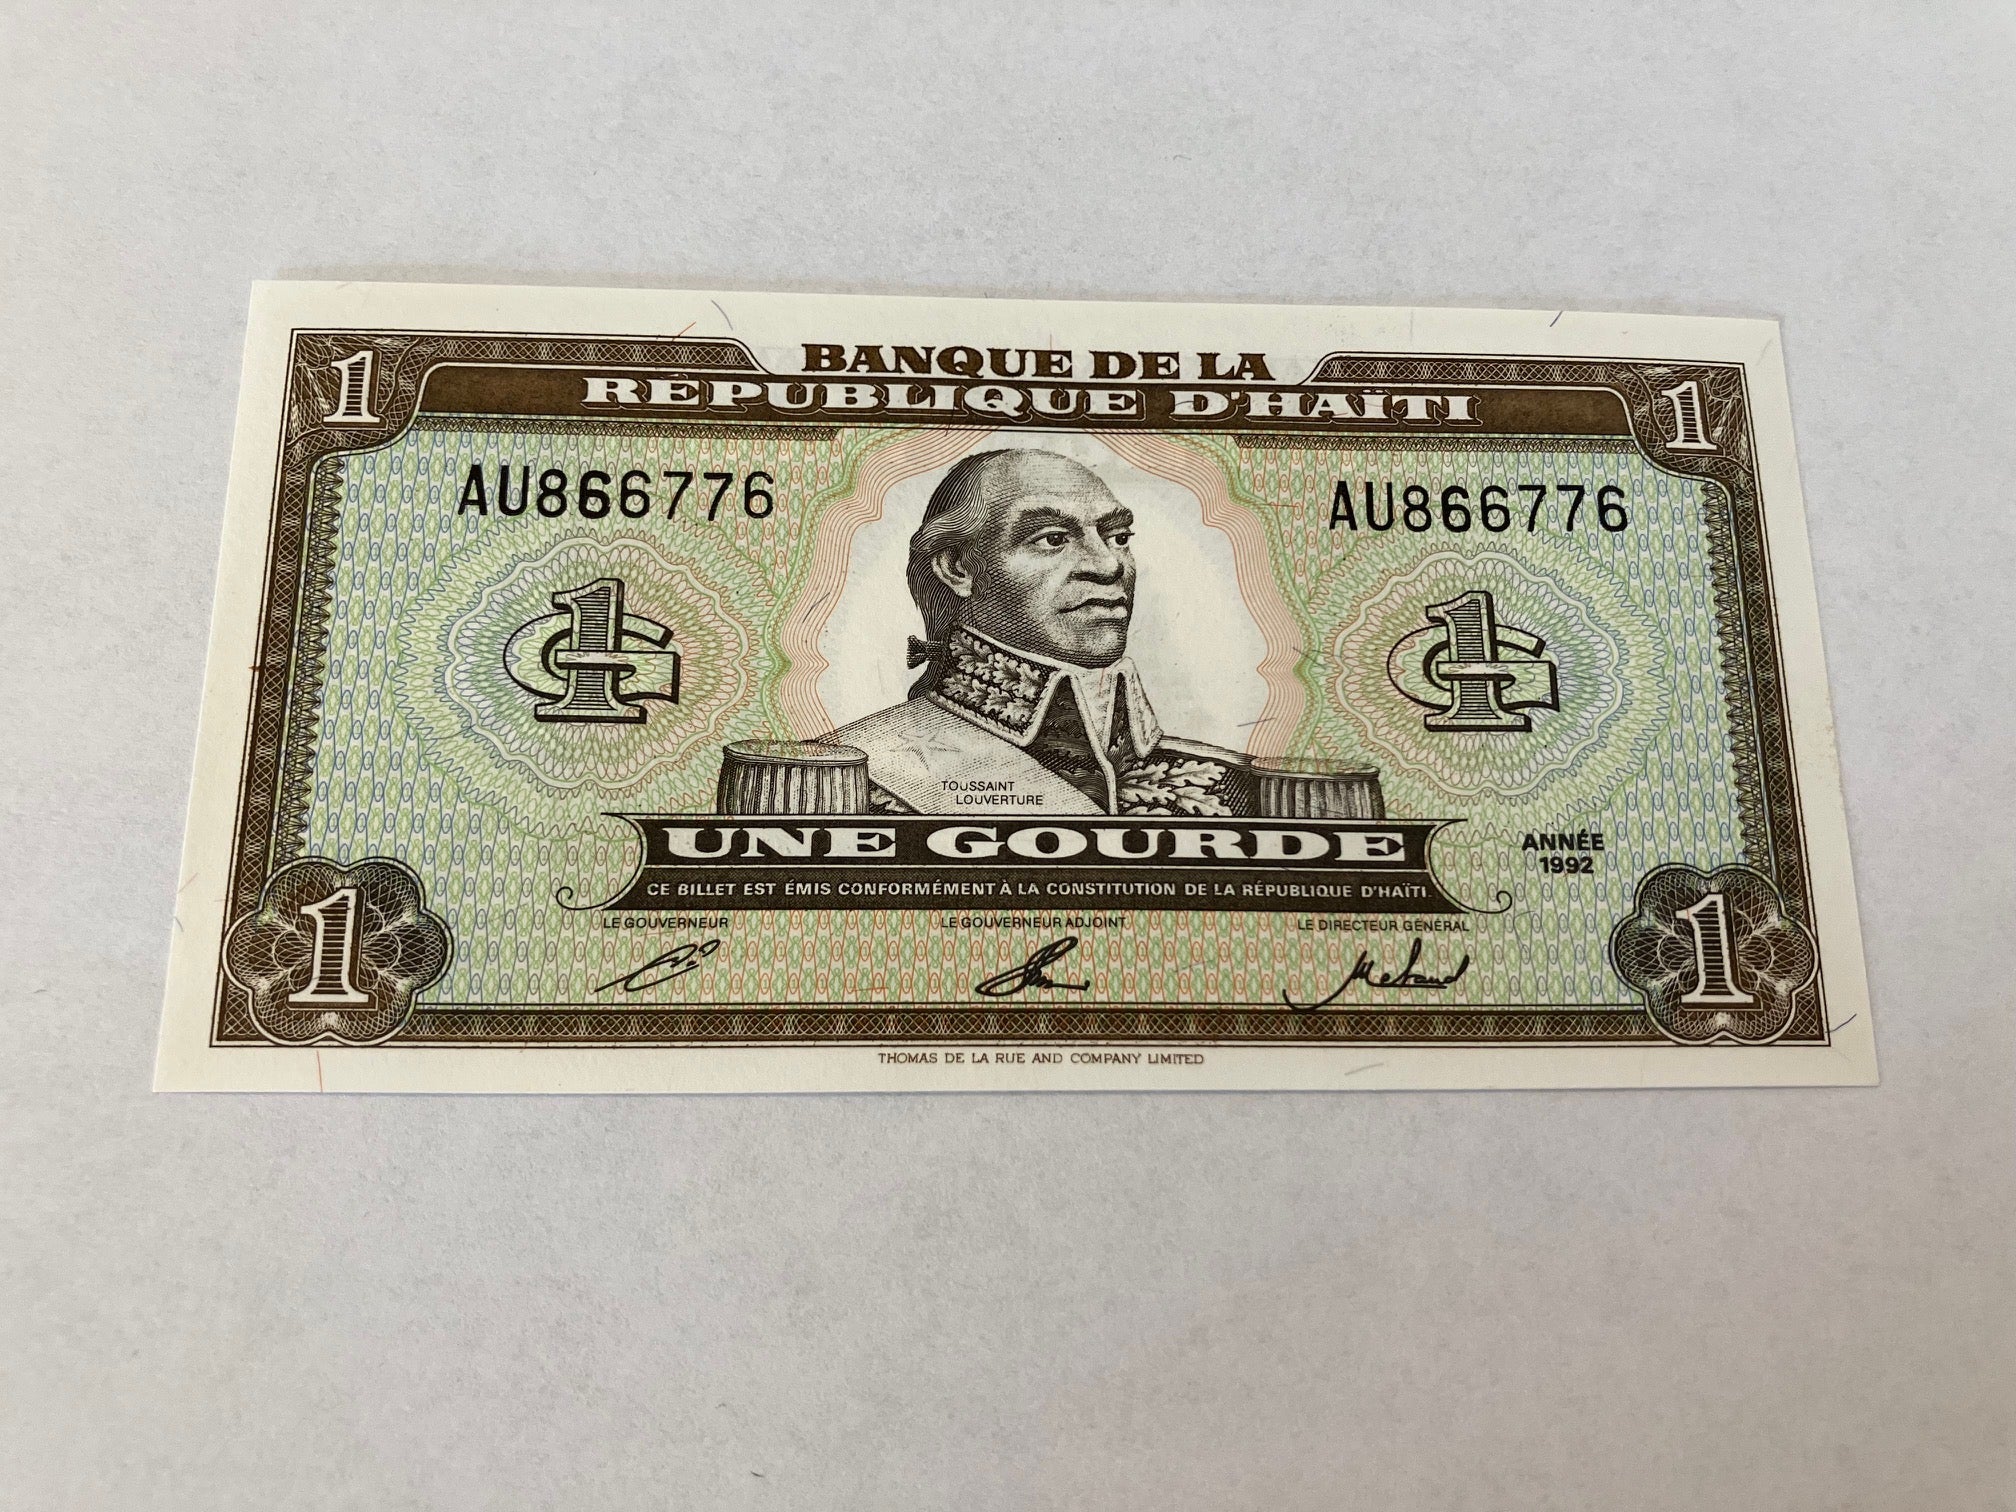 1
BANQUE DE LA
1
RÉPUBLIQUE D'HAÏTI
AU866776
AU866776
1G
1G
TOUSSAINT
LOUVERTURE
UNE GOURDE
ANNÉE
1992
CE BILLET EST ÉMIS CONFORMÉMENT À LA CONSTITUTION DE LA RÉPUBLIQUE D'HAÏTI.
LE GOUVERNEUR
LE GOUVERNEUR ADJOINT
LE DIRECTEUR GÉNÉRAL
1
1
THOMAS DE LA RUE AND COMPANY LIMITED